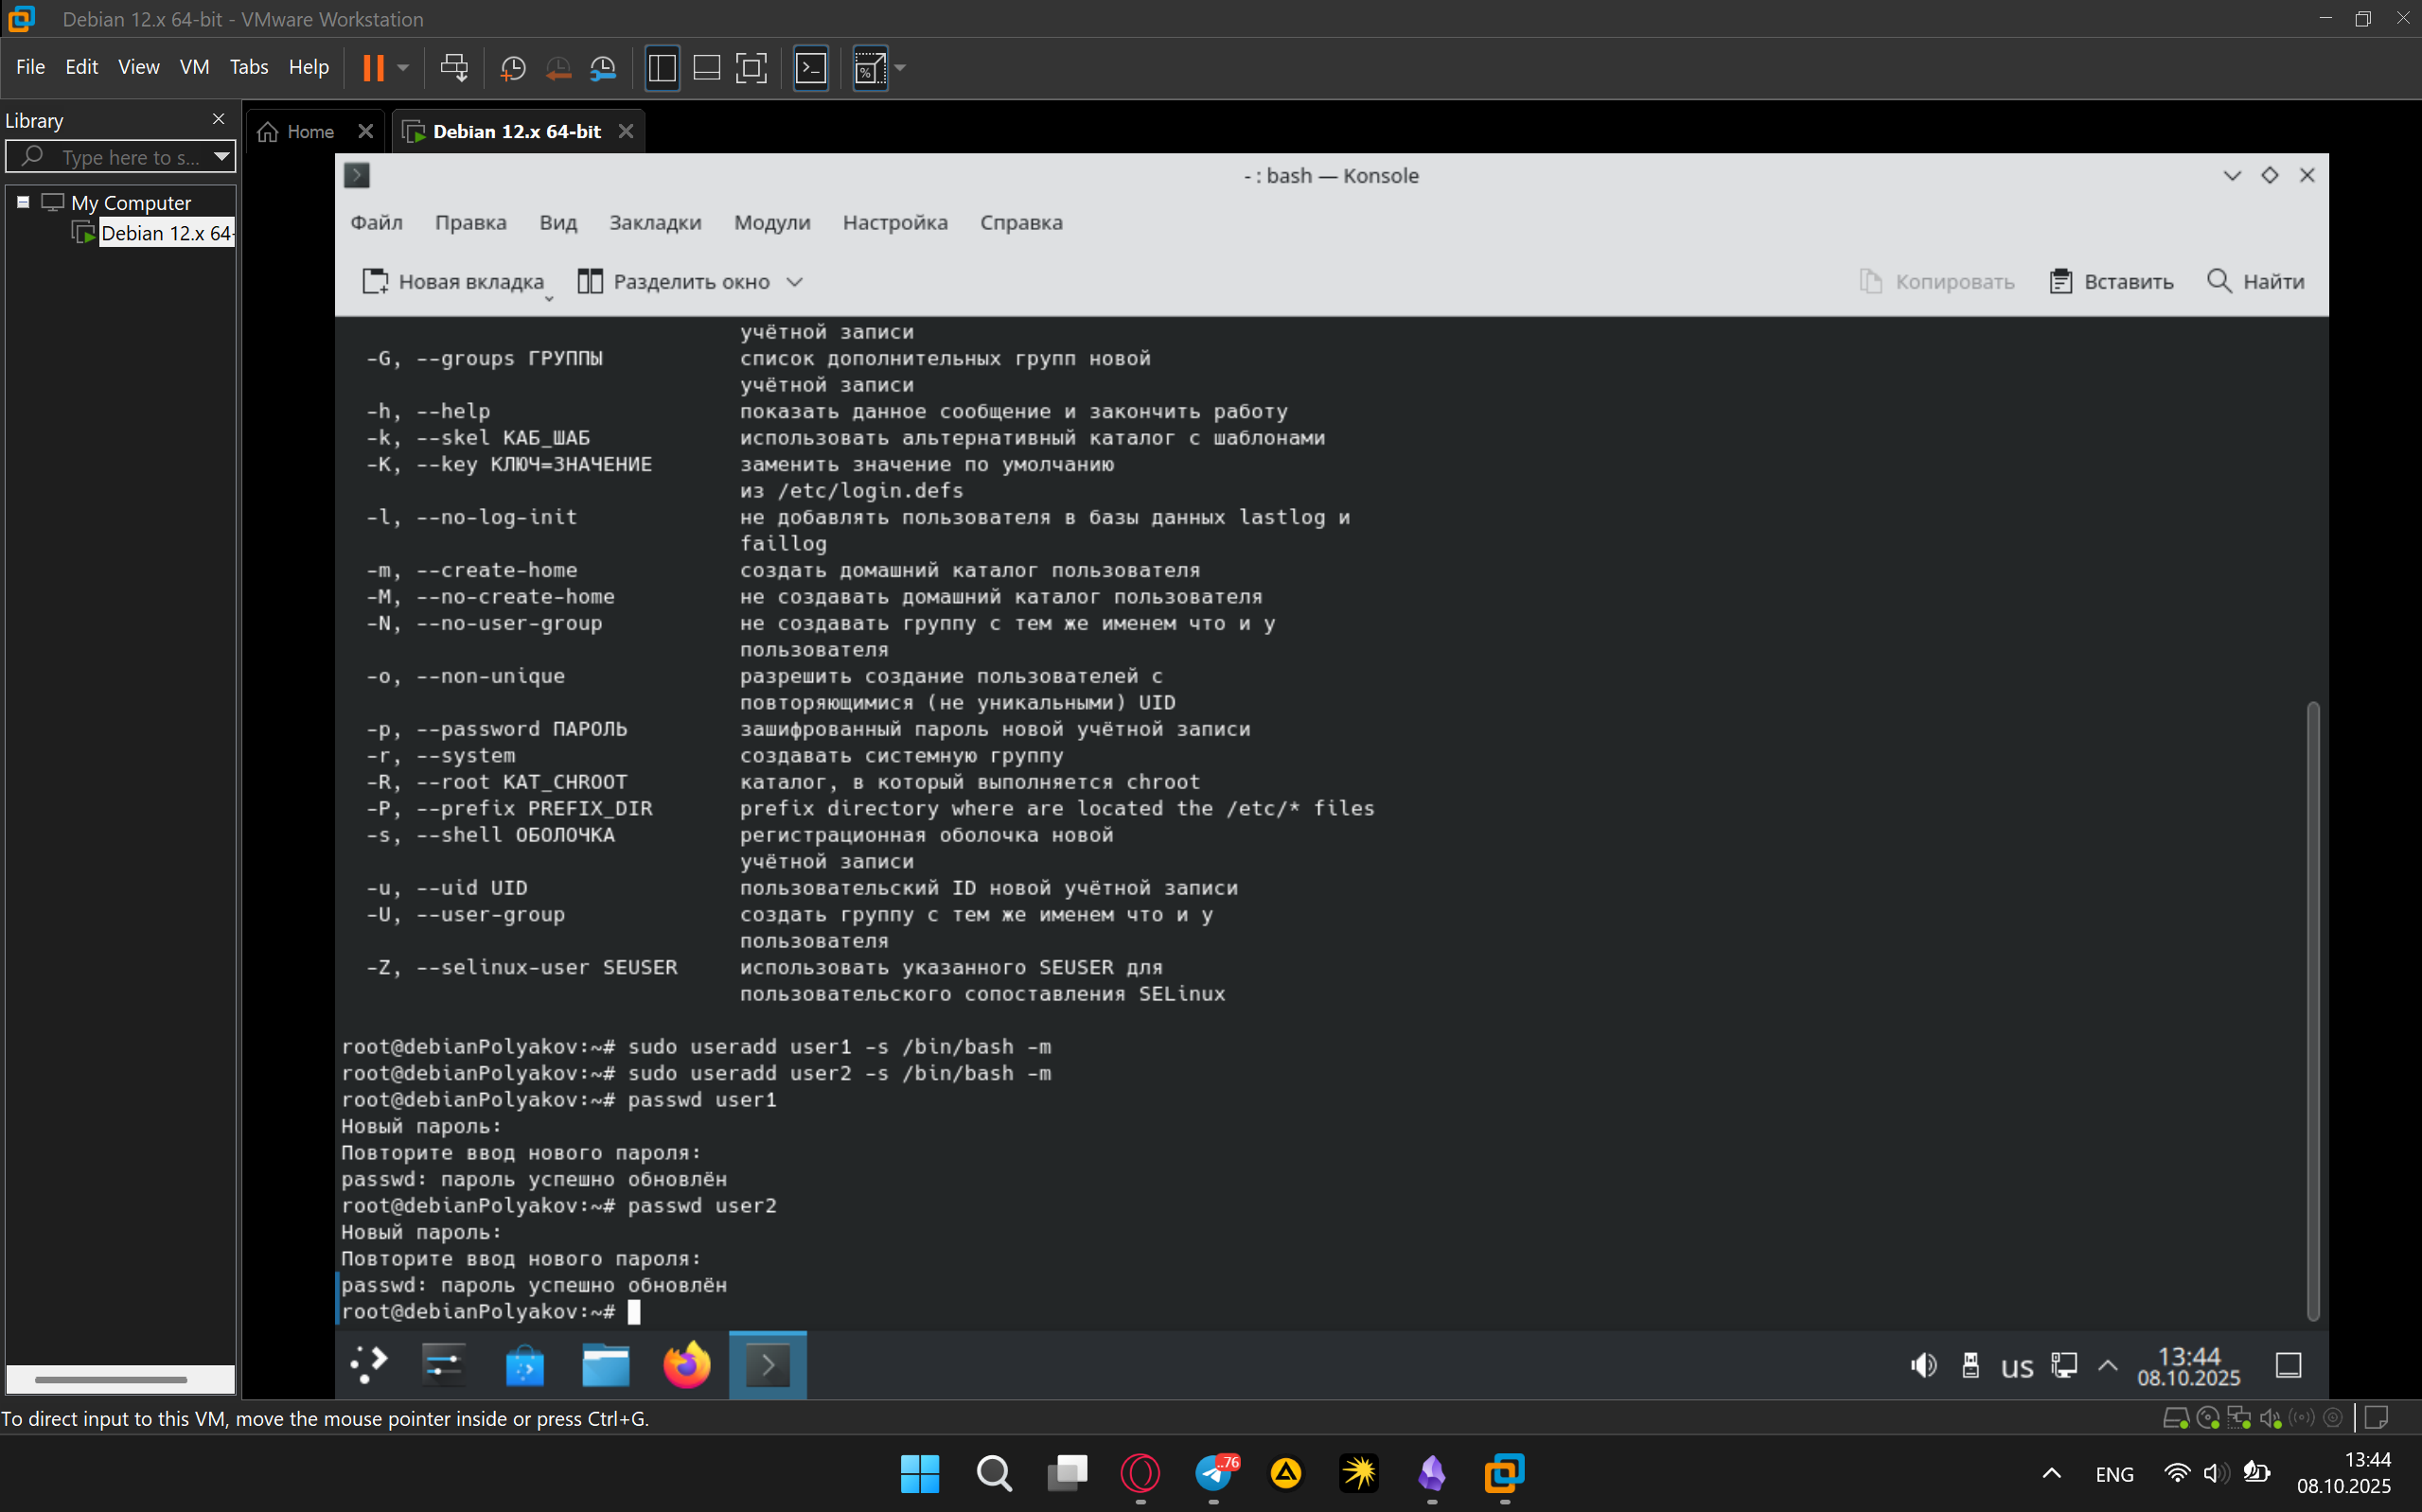 Debian 12.x 64-bit - VMware Workstation
File Edit View VM Tabs Help
Library
Type here to s...
My Computer
Debian 12.x 64-
Home
Debian 12.x 64-bit
- : bash — Konsole
Файл Правка Вид Закладки Модули Настройка Справка
Новая вкладка Разделить окно Копировать Вставить Найти
учётной записи
-G, --groups ГРУППЫ список дополнительных групп новой
учётной записи
-h, --help показать данное сообщение и закончить работу
-k, --skel КАБ_ШАБ использовать альтернативный каталог с шаблонами
-K, --key КЛЮЧ=ЗНАЧЕНИЕ заменить значение по умолчанию
из /etc/login.defs
-l, --no-log-init не добавлять пользователя в базы данных lastlog и
faillog
-m, --create-home создать домашний каталог пользователя
-M, --no-create-home не создавать домашний каталог пользователя
-N, --no-user-group не создавать группу с тем же именем что и у
пользователя
-o, --non-unique разрешить создание пользователей с
повторяющимися (не уникальными) UID
-p, --password ПАРОЛЬ зашифрованный пароль новой учётной записи
-r, --system создавать системную группу
-R, --root КАТ_CHROOT каталог, в который выполняется chroot
-P, --prefix PREFIX_DIR prefix directory where are located the /etc/* files
-s, --shell ОБОЛОЧКА регистрационная оболочка новой
учётной записи
-u, --uid UID пользовательский ID новой учётной записи
-U, --user-group создать группу с тем же именем что и у
пользователя
-Z, --selinux-user SEUSER использовать указанного SEUSER для
пользовательского сопоставления SELinux
root@debianPolyakov:~# sudo useradd user1 -s /bin/bash -m
root@debianPolyakov:~# sudo useradd user2 -s /bin/bash -m
root@debianPolyakov:~# passwd user1
Новый пароль:
Повторите ввод нового пароля:
passwd: пароль успешно обновлён
root@debianPolyakov:~# passwd user2
Новый пароль:
Повторите ввод нового пароля:
passwd: пароль успешно обновлён
root@debianPolyakov:~#
us
13:44
08.10.2025
To direct input to this VM, move the mouse pointer inside or press Ctrl+G.
..76
ENG
13:44
08.10.2025